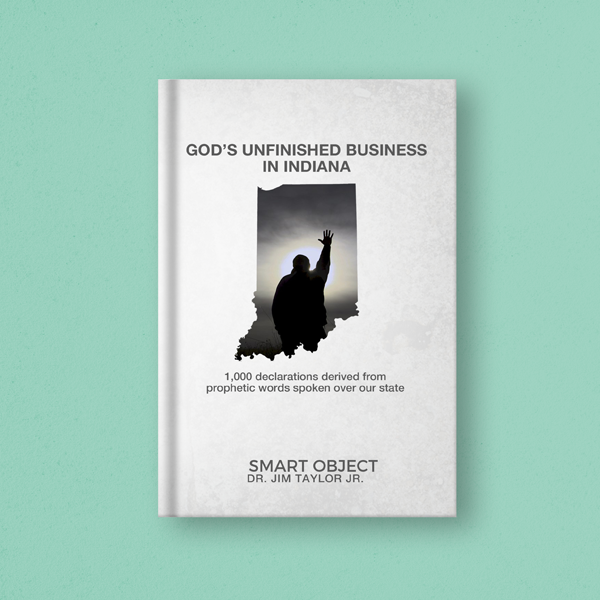 GOD'S UNFINISHED BUSINESS
IN INDIANA
1,000 declarations derived from
prophetic words spoken over our state
SMART OBJECT
DR. JIM TAYLOR JR.